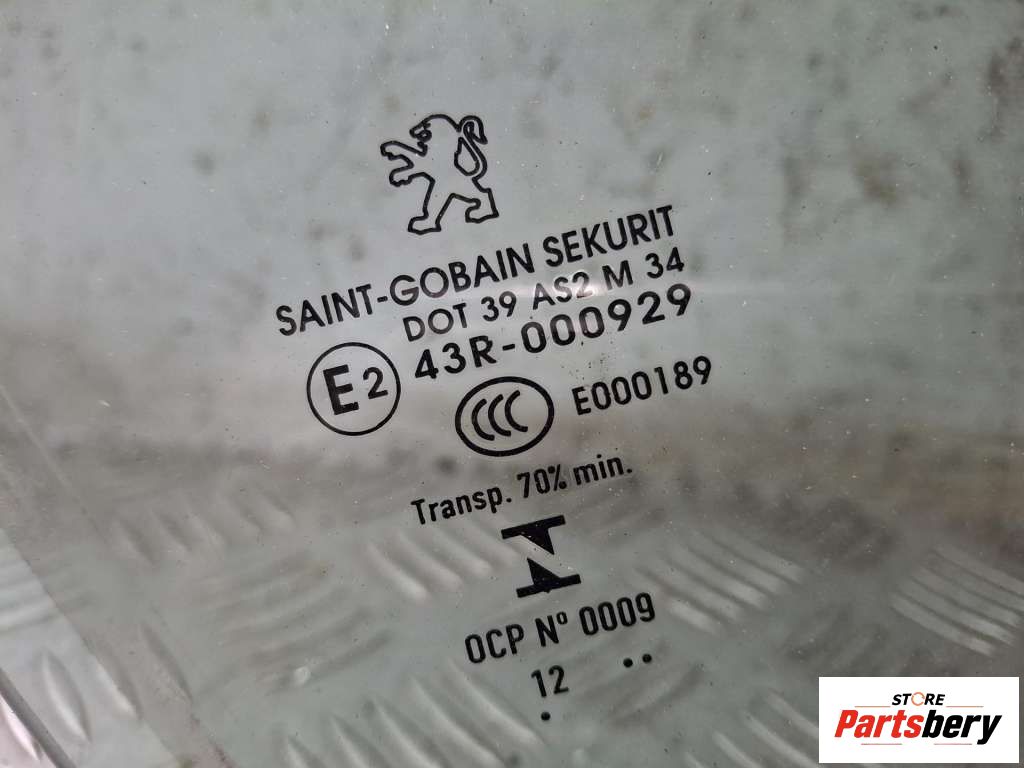 SAINT-GOBAIN SEKURIT
DOT 39 AS2 M 34
E2 43R-000929
CCC E000189
Transp. 70% min.
OCP Nº 0009
12
STORE
Partsbery